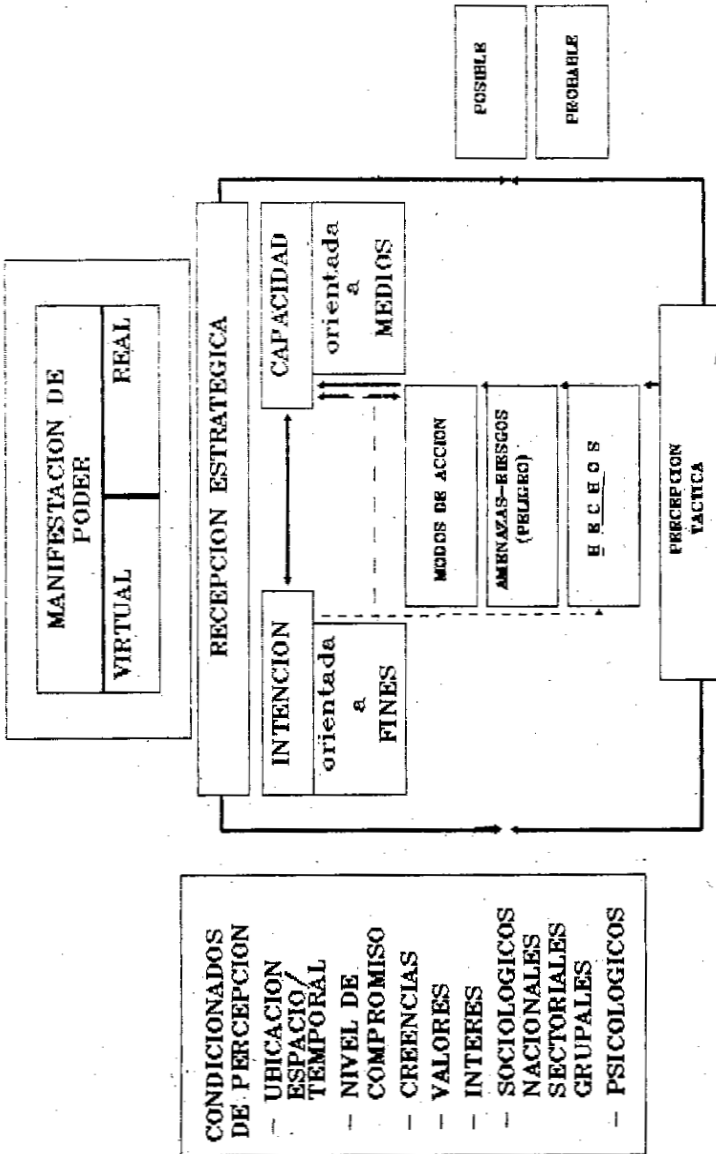 MANIFESTACION DE
PODER
VIRTUAL
REAL
RECEPCION ESTRATEGICA
INTENCION
orientada
a
FINES
CAPACIDAD
orientada
a
MEDIOS
MODOS DE ACCION
AMENAZAS-RIESGOS
(PELIGRO)
HECHOS
PERCEPCION
TACTICA
CONDICIONADOS
DE PERCEPCION
- UBICACION
ESPACIO/
TEMPORAL
- NIVEL DE
COMPROMISO
- CREENCIAS
- VALORES
- INTERES
- SOCIOLOGICOS
NACIONALES
SECTORIALES
GRUPALES
- PSICOLOGICOS
POSIBLE
PROBABLE